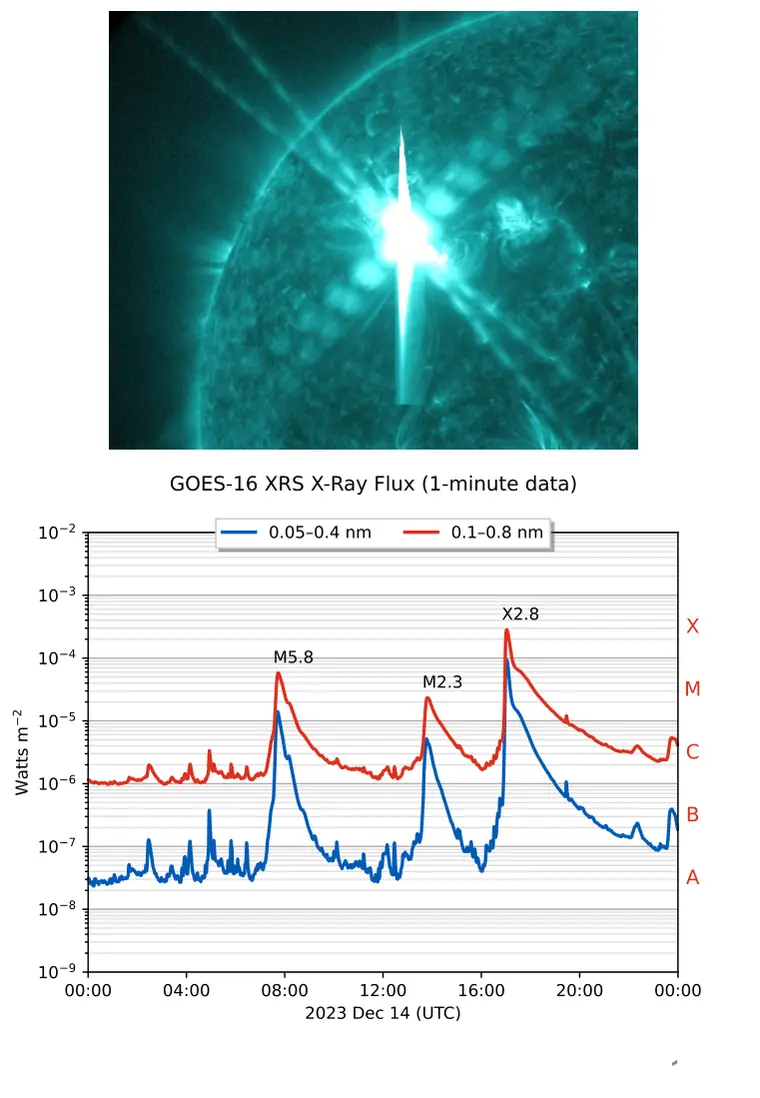 GOES-16 XRS X-Ray Flux (1-minute data)
0.05–0.4 nm 0.1–0.8 nm
10⁻²
10⁻³
10⁻⁴
10⁻⁵
10⁻⁶
10⁻⁷
10⁻⁸
10⁻⁹
Watts m⁻²
M5.8
M2.3
X2.8
X
M
C
B
A
00:00 04:00 08:00 12:00 16:00 20:00 00:00
2023 Dec 14 (UTC)